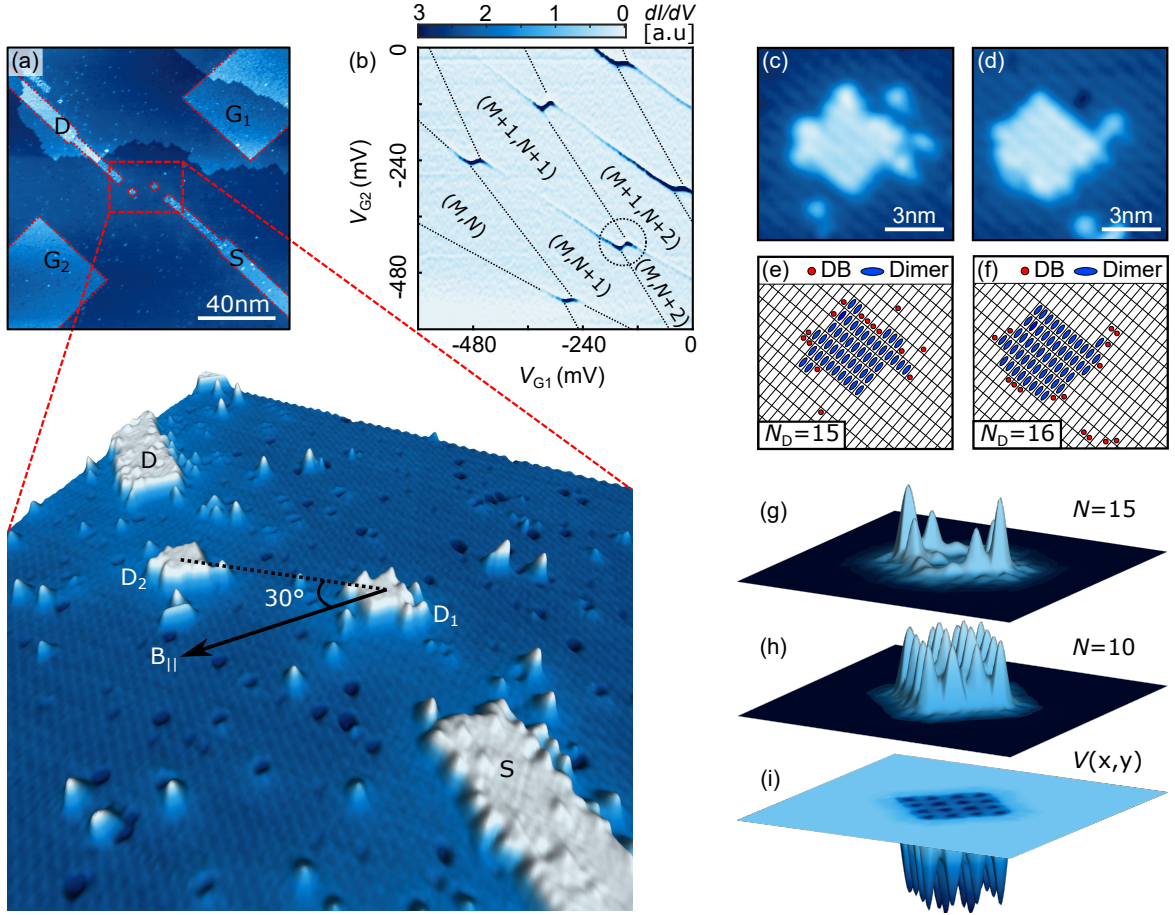 (a)
D
G1
G2
S
40nm
(b)
3 2 1 0 dI/dV
[a.u]
0
-240
-480
VG2 (mV)
-480 -240 0
VG1 (mV)
(M+1,N+1)
(M+1,N+2)
(M,N)
(M,N+1)
(M,N+2)
(c)
3nm
(d)
3nm
(e) DB Dimer
ND=15
(f) DB Dimer
ND=16
D
D2
30°
D1
B||
S
(g) N=15
(h) N=10
(i) V(x,y)